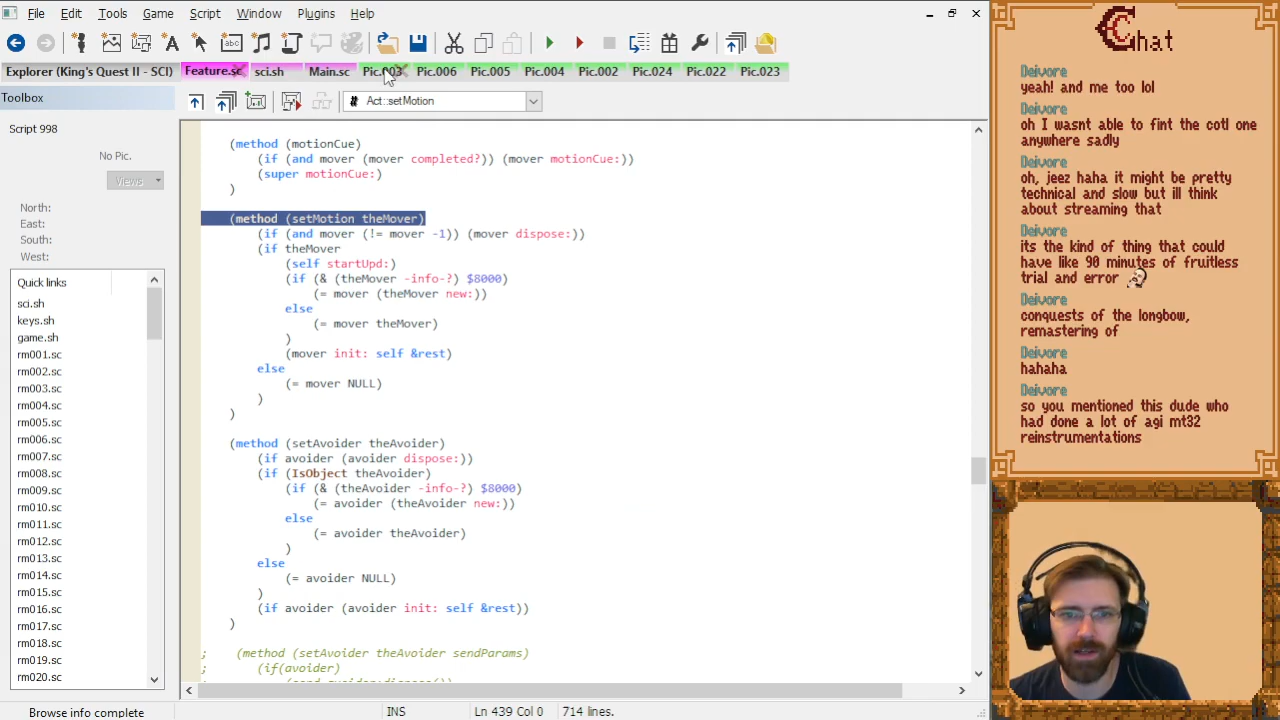 File Edit Tools Game Script Window Plugins Help
Explorer (King's Quest II - SCI) Feature.sc sci.sh Main.sc Pic.003 Pic.006 Pic.005 Pic.004 Pic.002 Pic.024 Pic.022 Pic.023
Toolbox
Act::setMotion
Script 998
No Pic.
Views
North:
East:
South:
West:
Quick links
sci.sh
keys.sh
game.sh
rm001.sc
rm002.sc
rm003.sc
rm004.sc
rm005.sc
rm006.sc
rm007.sc
rm008.sc
rm009.sc
rm010.sc
rm011.sc
rm012.sc
rm013.sc
rm014.sc
rm015.sc
rm016.sc
rm017.sc
rm018.sc
rm019.sc
rm020.sc
(method (motionCue)
(if (and mover (mover completed?)) (mover motionCue:))
(super motionCue:)
)
(method (setMotion theMover)
(if (and mover (!= mover -1)) (mover dispose:))
(if theMover
(self startUpd:)
(if (& (theMover -info-?) $8000)
(= mover (theMover new:))
else
(= mover theMover)
)
(mover init: self &rest)
else
(= mover NULL)
)
)
(method (setAvoider theAvoider)
(if avoider (avoider dispose:))
(if (IsObject theAvoider)
(if (& (theAvoider -info-?) $8000)
(= avoider (theAvoider new:))
else
(= avoider theAvoider)
)
else
(= avoider NULL)
)
(if avoider (avoider init: self &rest))
)
; (method (setAvoider theAvoider sendParams)
; (if(avoider)
; (send avoider:dispose())
Browse info complete
INS
Ln 439 Col 0
714 lines.
Chat
Deivore
yeah! and me too lol
Deivore
oh I wasnt able to fint the cotl one
anywhere sadly
Deivore
oh, jeez haha it might be pretty
technical and slow but ill think
about streaming that
Deivore
its the kind of thing that could
have like 90 minutes of fruitless
trial and error
Deivore
conquests of the longbow,
remastering of
Deivore
hahaha
Deivore
so you mentioned this dude who
had done a lot of agi mt32
reinstrumentations